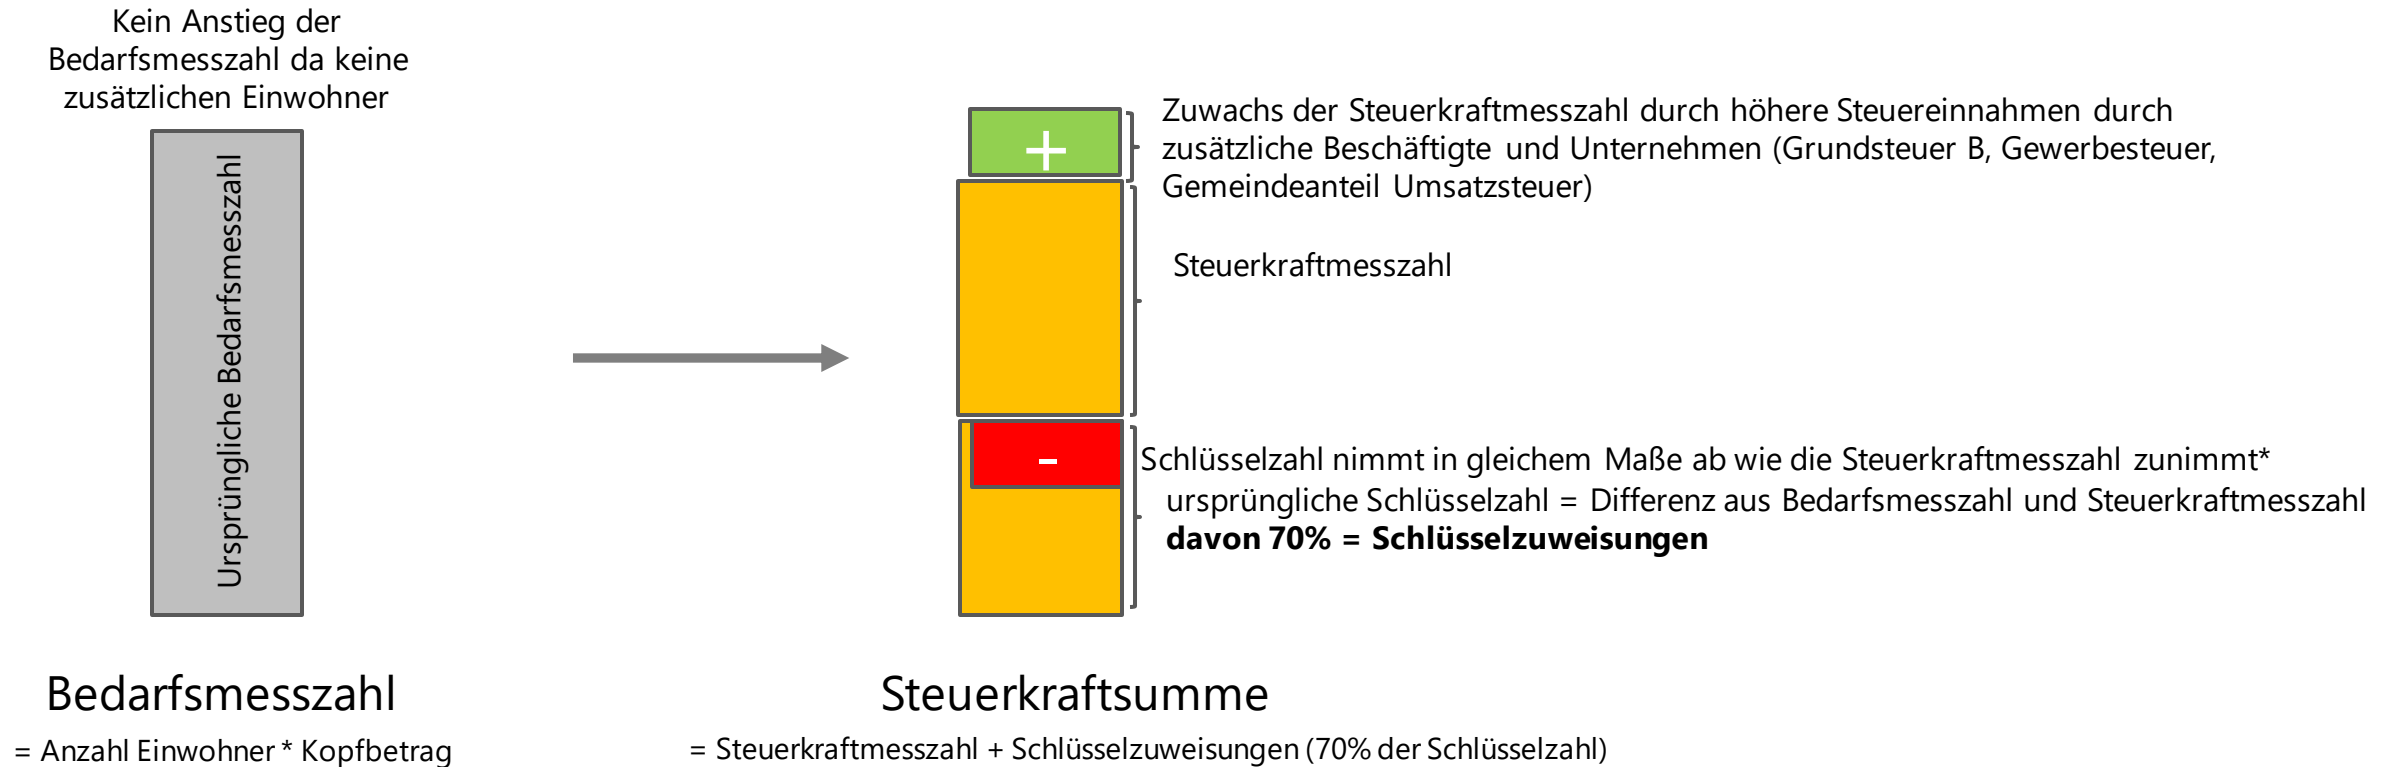 Kein Anstieg der
Bedarfsmesszahl da keine
zusätzlichen Einwohner
Ursprüngliche Bedarfsmesszahl
+
Zuwachs der Steuerkraftmesszahl durch höhere Steuereinnahmen durch
zusätzliche Beschäftigte und Unternehmen (Grundsteuer B, Gewerbesteuer,
Gemeindeanteil Umsatzsteuer)
Steuerkraftmesszahl
-
Schlüsselzahl nimmt in gleichem Maße ab wie die Steuerkraftmesszahl zunimmt*
ursprüngliche Schlüsselzahl = Differenz aus Bedarfsmesszahl und Steuerkraftmesszahl
davon 70% = Schlüsselzuweisungen
Bedarfsmesszahl
= Anzahl Einwohner * Kopfbetrag
Steuerkraftsumme
= Steuerkraftmesszahl + Schlüsselzuweisungen (70% der Schlüsselzahl)